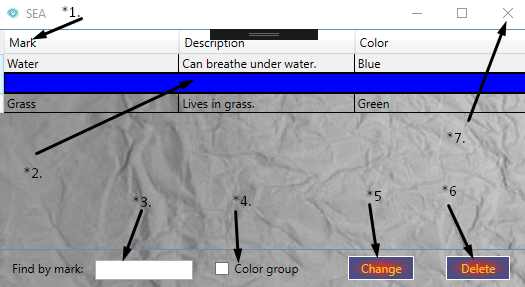 SEA *1.
Mark Description Color
Water Can breathe under water. Blue
Grass Lives in grass. Green
*7.
*2.
*3. *4. *5 *6
Find by mark: Color group Change Delete